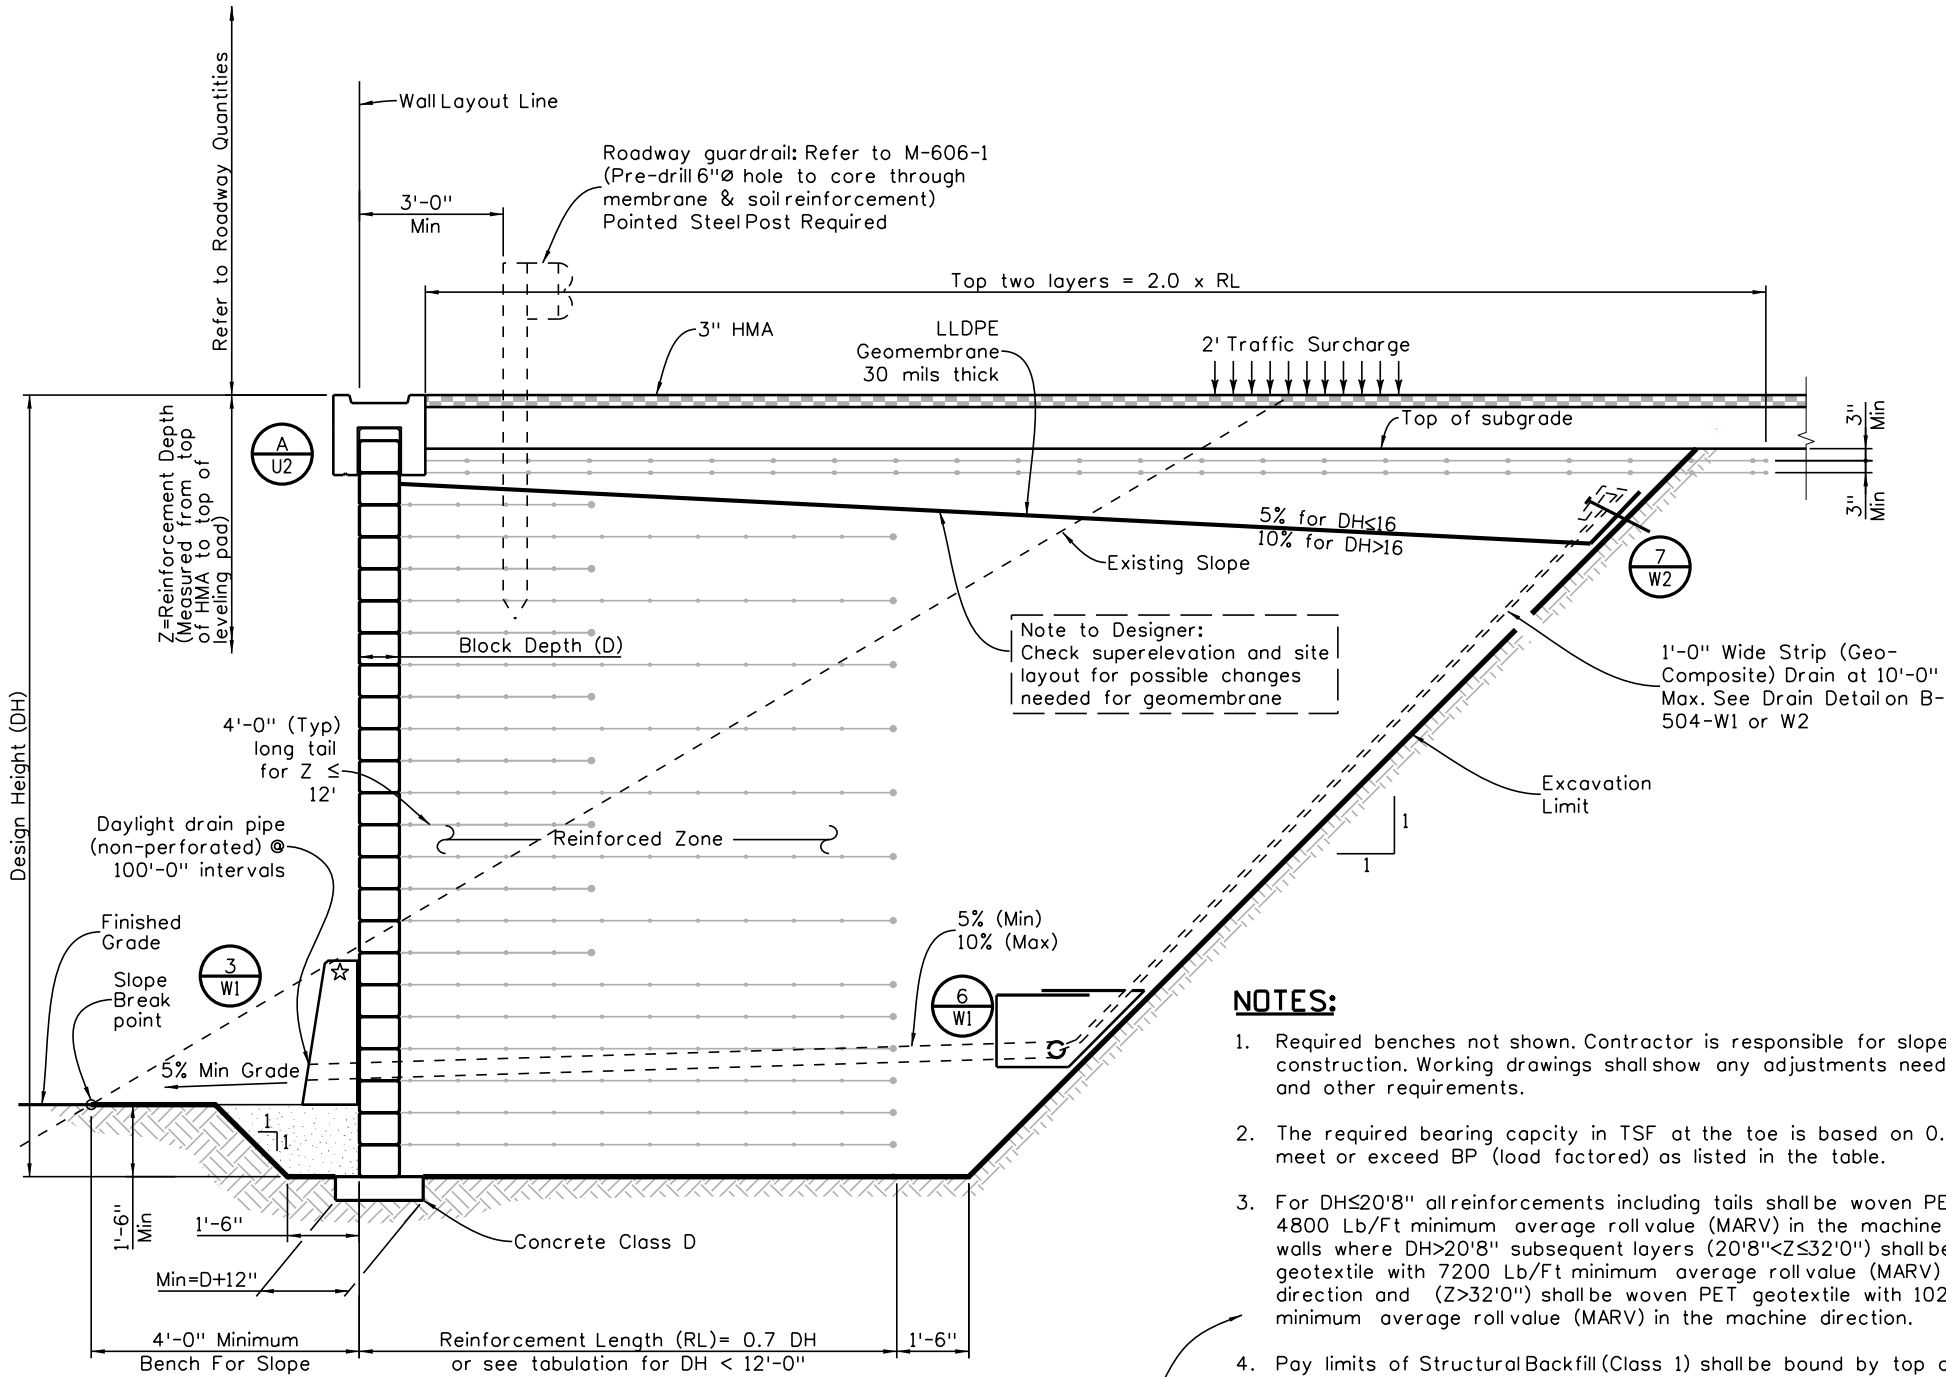 Refer to Roadway Quantities
Wall Layout Line
Roadway guardrail: Refer to M-606-1
(Pre-drill 6"Ø hole to core through
membrane & soil reinforcement)
Pointed Steel Post Required
3'-0"
Min
Top two layers = 2.0 x RL
3" HMA
LLDPE
Geomembrane
30 mils thick
2' Traffic Surcharge
Top of subgrade
3"
Min
3"
Min
A
U2
Z=Reinforcement Depth
(Measured from top
of HMA to top of
leveling pad)
5% for DH≤16
10% for DH>16
Existing Slope
7
W2
Note to Designer:
Check superelevation and site
layout for possible changes
needed for geomembrane
Block Depth (D)
1'-0" Wide Strip (Geo-
Composite) Drain at 10'-0"
Max. See Drain Detail on B-
504-W1 or W2
Design Height (DH)
4'-0" (Typ)
long tail
for Z ≤
12'
Excavation
Limit
1
1
Daylight drain pipe
(non-perforated) @
100'-0" intervals
Reinforced Zone
Finished
Grade
3
W1
Slope
Break
point
5% (Min)
10% (Max)
6
W1
5% Min Grade
1
1
1'-6"
Min
1'-6"
Min=D+12"
Concrete Class D
4'-0" Minimum
Bench For Slope
Reinforcement Length (RL)= 0.7 DH
or see tabulation for DH < 12'-0"
1'-6"
NOTES:
1. Required benches not shown. Contractor is responsible for slope
construction. Working drawings shall show any adjustments need
and other requirements.
2. The required bearing capcity in TSF at the toe is based on 0.
meet or exceed BP (load factored) as listed in the table.
3. For DH≤20'8" all reinforcements including tails shall be woven PE
4800 Lb/Ft minimum average roll value (MARV) in the machine
walls where DH>20'8" subsequent layers (20'8"<Z≤32'0") shall be
geotextile with 7200 Lb/Ft minimum average roll value (MARV)
direction and (Z>32'0") shall be woven PET geotextile with 102
minimum average roll value (MARV) in the machine direction.
4. Pay limits of Structural Backfill (Class 1) shall be bound by top o